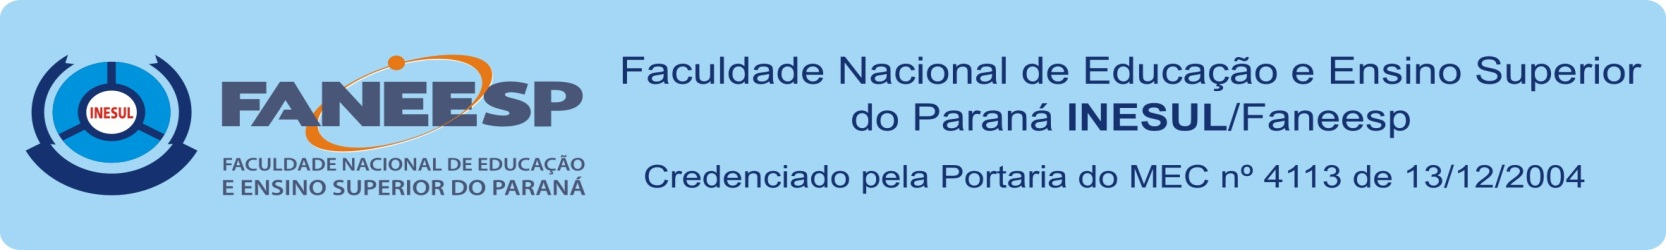 INESUL
FANEESP
FACULDADE NACIONAL DE EDUCAÇÃO
E ENSINO SUPERIOR DO PARANÁ
Faculdade Nacional de Educação e Ensino Superior
do Paraná INESUL/Faneesp
Credenciado pela Portaria do MEC nº 4113 de 13/12/2004